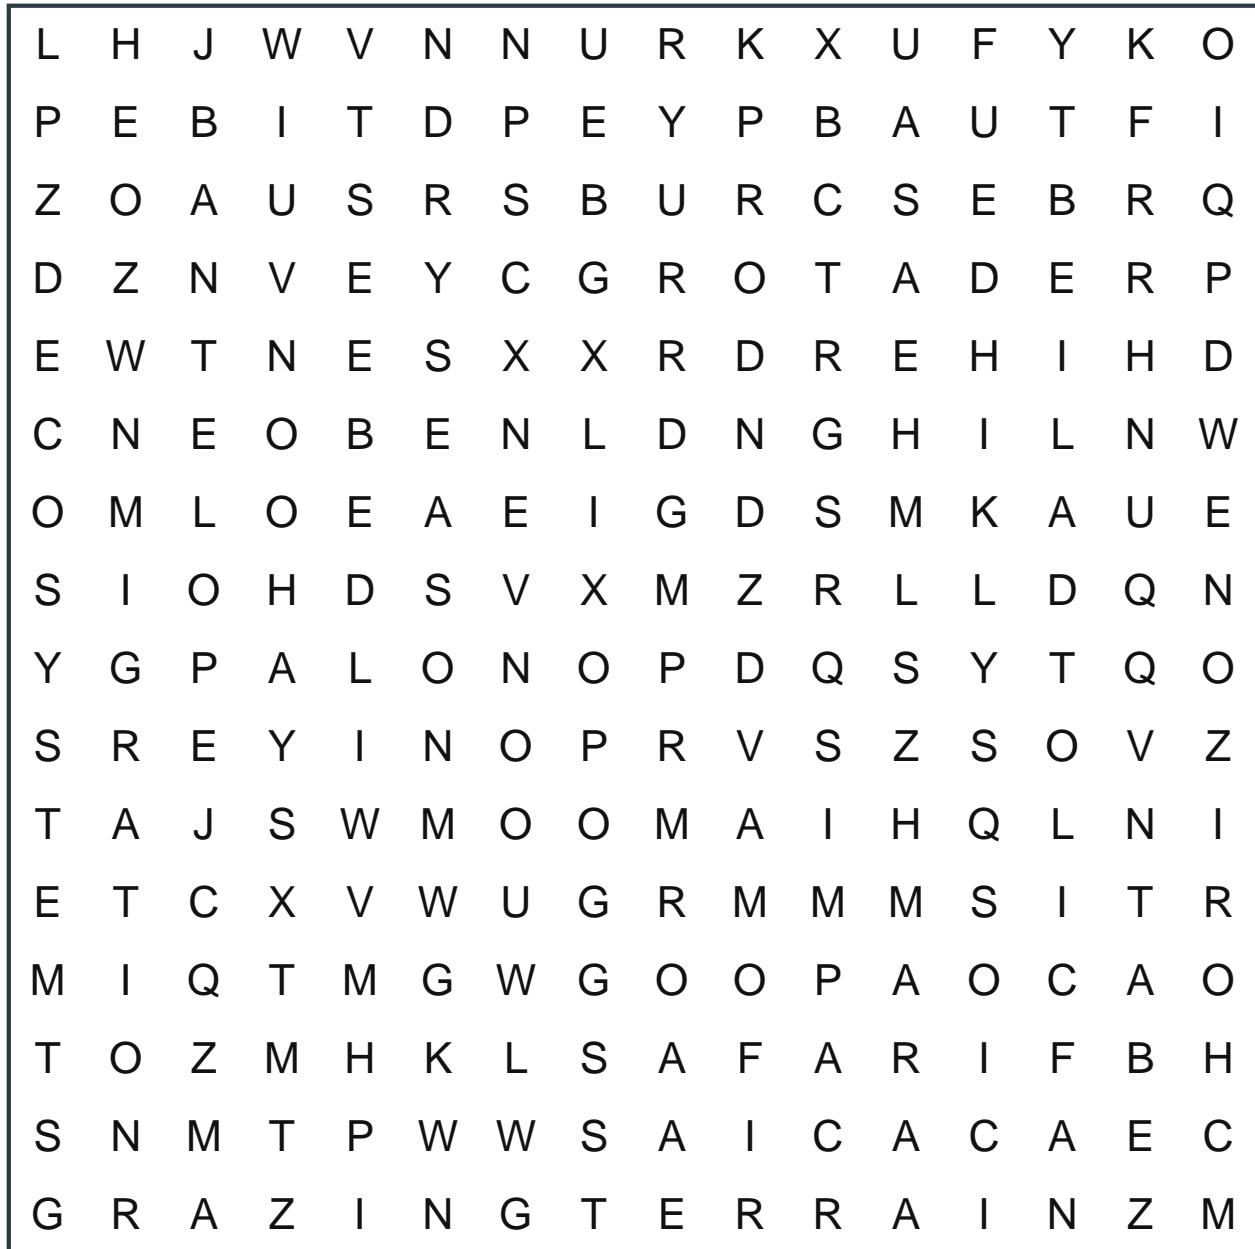 L H J W V N N U R K X U F Y K O
P E B I T D P E Y P B A U T F I
Z O A U S R S B U R C S E B R Q
D Z N V E Y C G R O T A D E R P
E W T N E S X X R D R E H I H D
C N E O B E N L D N G H I L N W
O M L O E A E I G D S M K A U E
S I O H D S V X M Z R L L D Q N
Y G P A L O N O P D Q S Y T Q O
S R E Y I N O P R V S Z S O V Z
T A J S W M O O M A I H Q L N I
E T C X V W U G R M M M S I T R
M I Q T M G W G O O P A O C A O
T O Z M H K L S A F A R I F B H
S N M T P W W S A I C A C A E C
G R A Z I N G T E R R A I N Z M